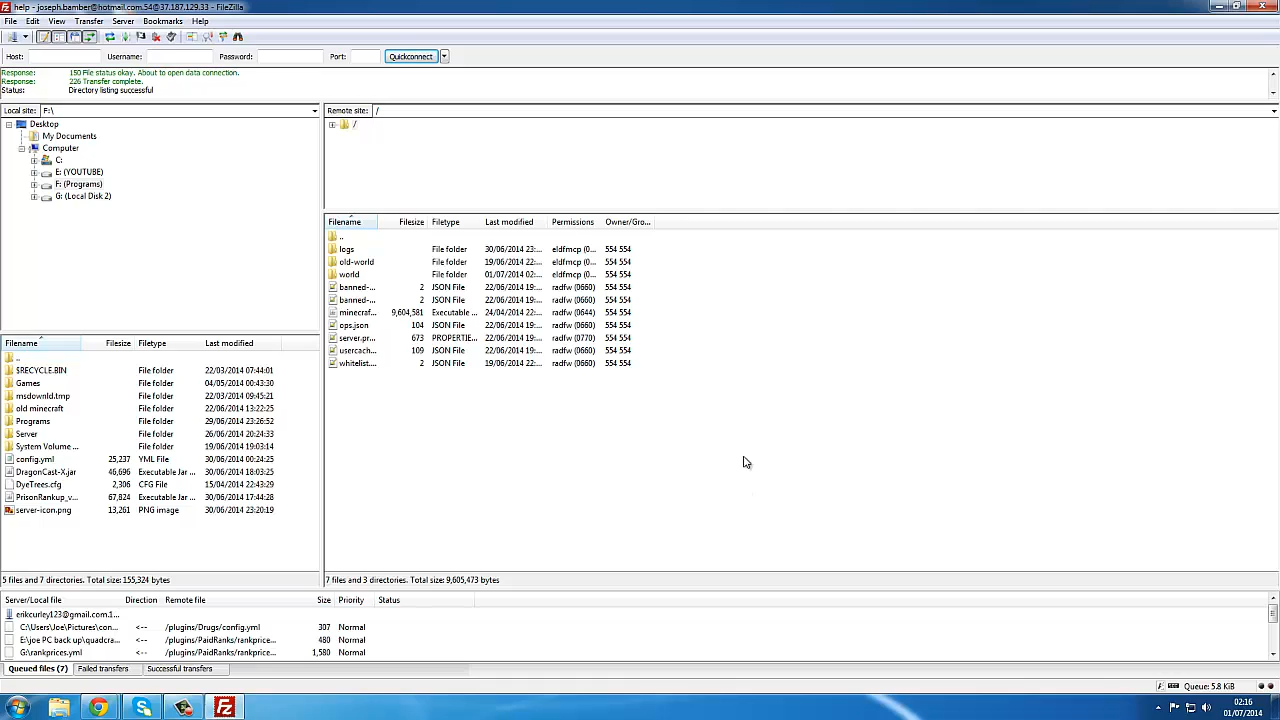 help - joseph.bamber@hotmail.com.54@37.187.129.33 - FileZilla
File Edit View Transfer Server Bookmarks Help
Host: Username: Password: Port: Quickconnect
Response: 150 File status okay. About to open data connection.
Response: 226 Transfer complete.
Status: Directory listing successful
Local site: F:\
Remote site: /
Desktop
My Documents
Computer
C:
E: (YOUTUBE)
F: (Programs)
G: (Local Disk 2)
/
Filename Filesize Filetype Last modified
..
$RECYCLE.BIN File folder 22/03/2014 07:44:01
Games File folder 04/05/2014 00:43:30
msdownld.tmp File folder 22/03/2014 09:45:21
old minecraft File folder 22/06/2014 13:22:25
Programs File folder 29/06/2014 23:26:52
Server File folder 26/06/2014 20:24:33
System Volume ... File folder 19/06/2014 19:03:14
config.yml 25,237 YML File 30/06/2014 00:24:25
DragonCast-X.jar 46,696 Executable Jar ... 30/06/2014 18:03:25
DyeTrees.cfg 2,306 CFG File 15/04/2014 22:43:29
PrisonRankup_v... 67,824 Executable Jar ... 30/06/2014 17:44:28
server-icon.png 13,261 PNG image 30/06/2014 23:20:19
5 files and 7 directories. Total size: 155,324 bytes
Filename Filesize Filetype Last modified Permissions Owner/Gro...
..
logs File folder 30/06/2014 23:... eldfmcp (0... 554 554
old-world File folder 19/06/2014 22:... eldfmcp (0... 554 554
world File folder 01/07/2014 02:... eldfmcp (0... 554 554
banned-... 2 JSON File 22/06/2014 19:... radfw (0660) 554 554
banned-... 2 JSON File 22/06/2014 19:... radfw (0660) 554 554
minecraf... 9,604,581 Executable ... 24/04/2014 22:... radfw (0644) 554 554
ops.json 104 JSON File 22/06/2014 19:... radfw (0660) 554 554
server.pr... 673 PROPERTIE... 22/06/2014 19:... radfw (0770) 554 554
usercach... 109 JSON File 22/06/2014 19:... radfw (0660) 554 554
whitelist.... 2 JSON File 19/06/2014 22:... radfw (0660) 554 554
7 files and 3 directories. Total size: 9,605,473 bytes
Server/Local file Direction Remote file Size Priority Status
erikcurley123@gmail.com.1...
C:\Users\Joe\Pictures\con... <-- /plugins/Drugs/config.yml 307 Normal
E:\joe PC back up\quadcra... <-- /plugins/PaidRanks/rankprice... 480 Normal
G:\rankprices.yml <-- /plugins/PaidRanks/rankprice... 1,580 Normal
Queued files (7) Failed transfers Successful transfers
Queue: 5.8 KiB
02:16
01/07/2014